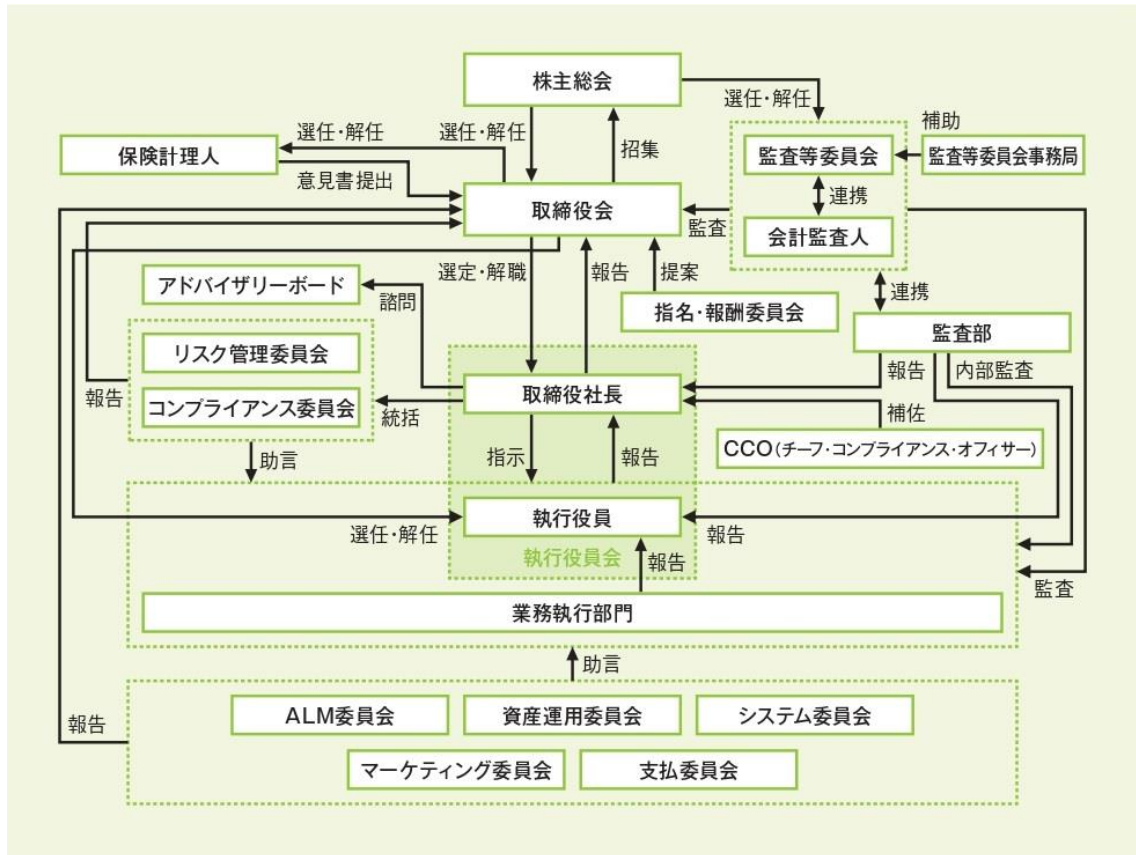 株主総会
選任・解任
選任・解任
選任・解任
招集
補助
保険計理人
監査等委員会
監査等委員会事務局
意見書提出
連携
取締役会
監査
会計監査人
選定・解職
報告
提案
アドバイザリーボード
諮問
連携
指名・報酬委員会
監査部
リスク管理委員会
報告
内部監査
報告
取締役社長
コンプライアンス委員会
統括
補佐
CCO（チーフ・コンプライアンス・オフィサー）
助言
指示
報告
執行役員
選任・解任
報告
執行役員会
報告
監査
業務執行部門
助言
ALM委員会
資産運用委員会
システム委員会
報告
マーケティング委員会
支払委員会